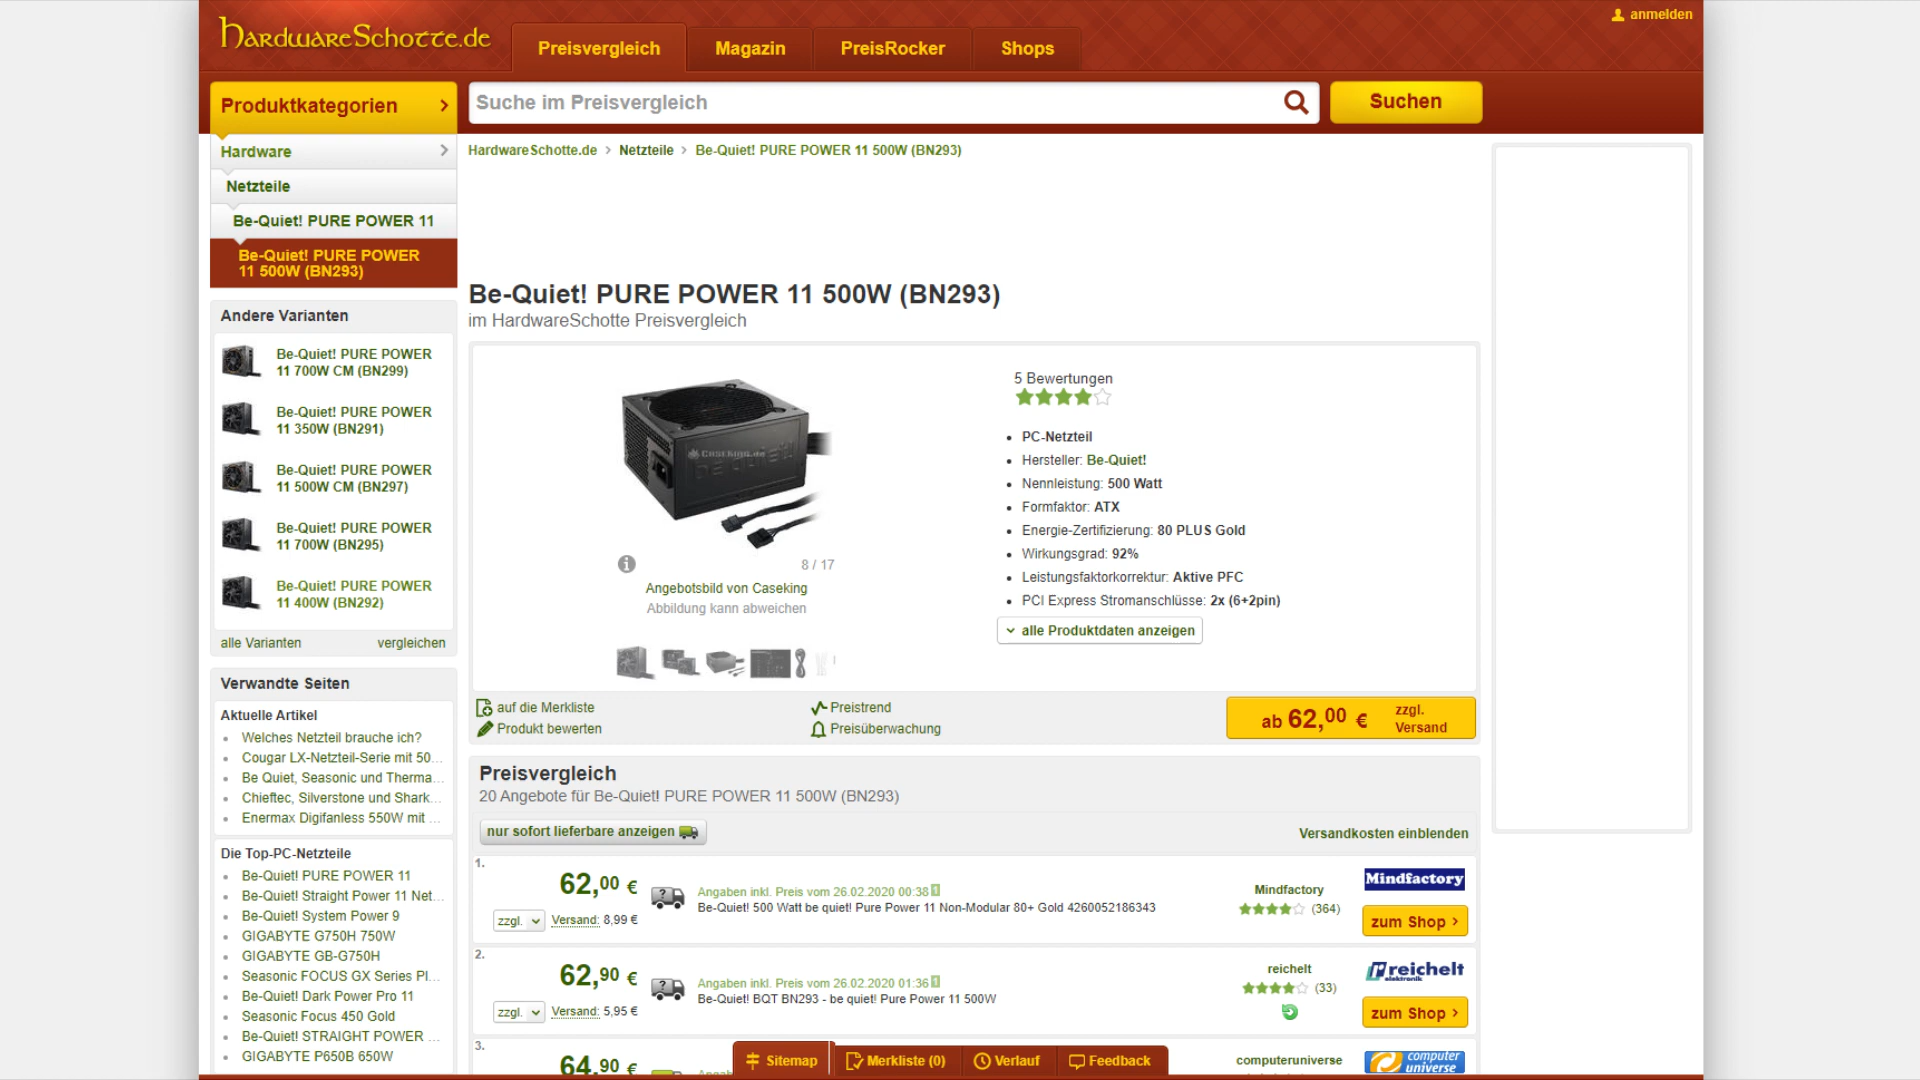 HardwareSchotte.de
Preisvergleich
Magazin
PreisRocker
Shops
anmelden
Produktkategorien
Suche im Preisvergleich
Suchen
Hardware
Netzteile
Be-Quiet! PURE POWER 11
Be-Quiet! PURE POWER
11 500W (BN293)
HardwareSchotte.de > Netzteile > Be-Quiet! PURE POWER 11 500W (BN293)
Andere Varianten
Be-Quiet! PURE POWER
11 700W CM (BN299)
Be-Quiet! PURE POWER
11 350W (BN291)
Be-Quiet! PURE POWER
11 500W CM (BN297)
Be-Quiet! PURE POWER
11 700W (BN295)
Be-Quiet! PURE POWER
11 400W (BN292)
alle Varianten
vergleichen
Verwandte Seiten
Aktuelle Artikel
Welches Netzteil brauche ich?
Cougar LX-Netzteil-Serie mit 50...
Be Quiet, Seasonic und Therma...
Chieftec, Silverstone und Shark...
Enermax Digifanless 550W mit ...
Die Top-PC-Netzteile
Be-Quiet! PURE POWER 11
Be-Quiet! Straight Power 11 Net...
Be-Quiet! System Power 9
GIGABYTE G750H 750W
GIGABYTE GB-G750H
Seasonic FOCUS GX Series Pl...
Be-Quiet! Dark Power Pro 11
Seasonic Focus 450 Gold
Be-Quiet! STRAIGHT POWER ...
GIGABYTE P650B 650W
Be-Quiet! PURE POWER 11 500W (BN293)
im HardwareSchotte Preisvergleich
CASEKING.de
be quiet!
8 / 17
Angebotsbild von Caseking
Abbildung kann abweichen
5 Bewertungen
PC-Netzteil
Hersteller: Be-Quiet!
Nennleistung: 500 Watt
Formfaktor: ATX
Energie-Zertifizierung: 80 PLUS Gold
Wirkungsgrad: 92%
Leistungsfaktorkorrektur: Aktive PFC
PCI Express Stromanschlüsse: 2x (6+2pin)
alle Produktdaten anzeigen
auf die Merkliste
Produkt bewerten
Preistrend
Preisüberwachung
ab 62,00 €
zzgl.
Versand
Preisvergleich
20 Angebote für Be-Quiet! PURE POWER 11 500W (BN293)
nur sofort lieferbare anzeigen
Versandkosten einblenden
1.
62,00 €
zzgl.
Versand: 8,99 €
?
Angaben inkl. Preis vom 26.02.2020 00:38
Be-Quiet! 500 Watt be quiet! Pure Power 11 Non-Modular 80+ Gold 4260052186343
Mindfactory
(364)
Mindfactory
zum Shop
2.
62,90 €
zzgl.
Versand: 5,95 €
?
Angaben inkl. Preis vom 26.02.2020 01:36
Be-Quiet! BQT BN293 - be quiet! Pure Power 11 500W
reichelt
(33)
reichelt
elektronik
zum Shop
3.
64,90 €
computeruniverse
computer
universe
Sitemap
Merkliste (0)
Verlauf
Feedback